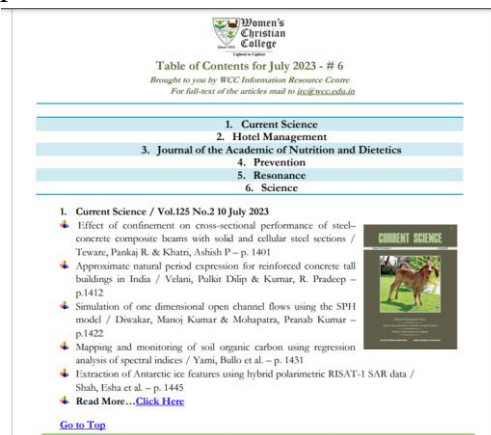 Women's
Christian
College
Lighted to Lighten
Table of Contents for July 2023 - # 6
Brought to you by WCC Information Resource Centre
For full-text of the articles mail to irc@wcc.edu.in
1. Current Science
2. Hotel Management
3. Journal of the Academic of Nutrition and Dietetics
4. Prevention
5. Resonance
6. Science
1. Current Science / Vol.125 No.2 10 July 2023
Effect of confinement on cross-sectional performance of steel–
concrete composite beams with solid and cellular steel sections /
Teware, Pankaj R. & Khatri, Ashish P – p. 1401
Approximate natural period expression for reinforced concrete tall
buildings in India / Velani, Pulkit Dilip & Kumar, R. Pradeep –
p.1412
Simulation of one dimensional open channel flows using the SPH
model / Diwakar, Manoj Kumar & Mohapatra, Pranab Kumar –
p.1422
Mapping and monitoring of soil organic carbon using regression
analysis of spectral indices / Yami, Bullo et al. – p. 1431
Extraction of Antarctic ice features using hybrid polarimetric RISAT-1 SAR data /
Shah, Esha et al. – p. 1445
Read More…Click Here
CURRENT SCIENCE
Go to Top